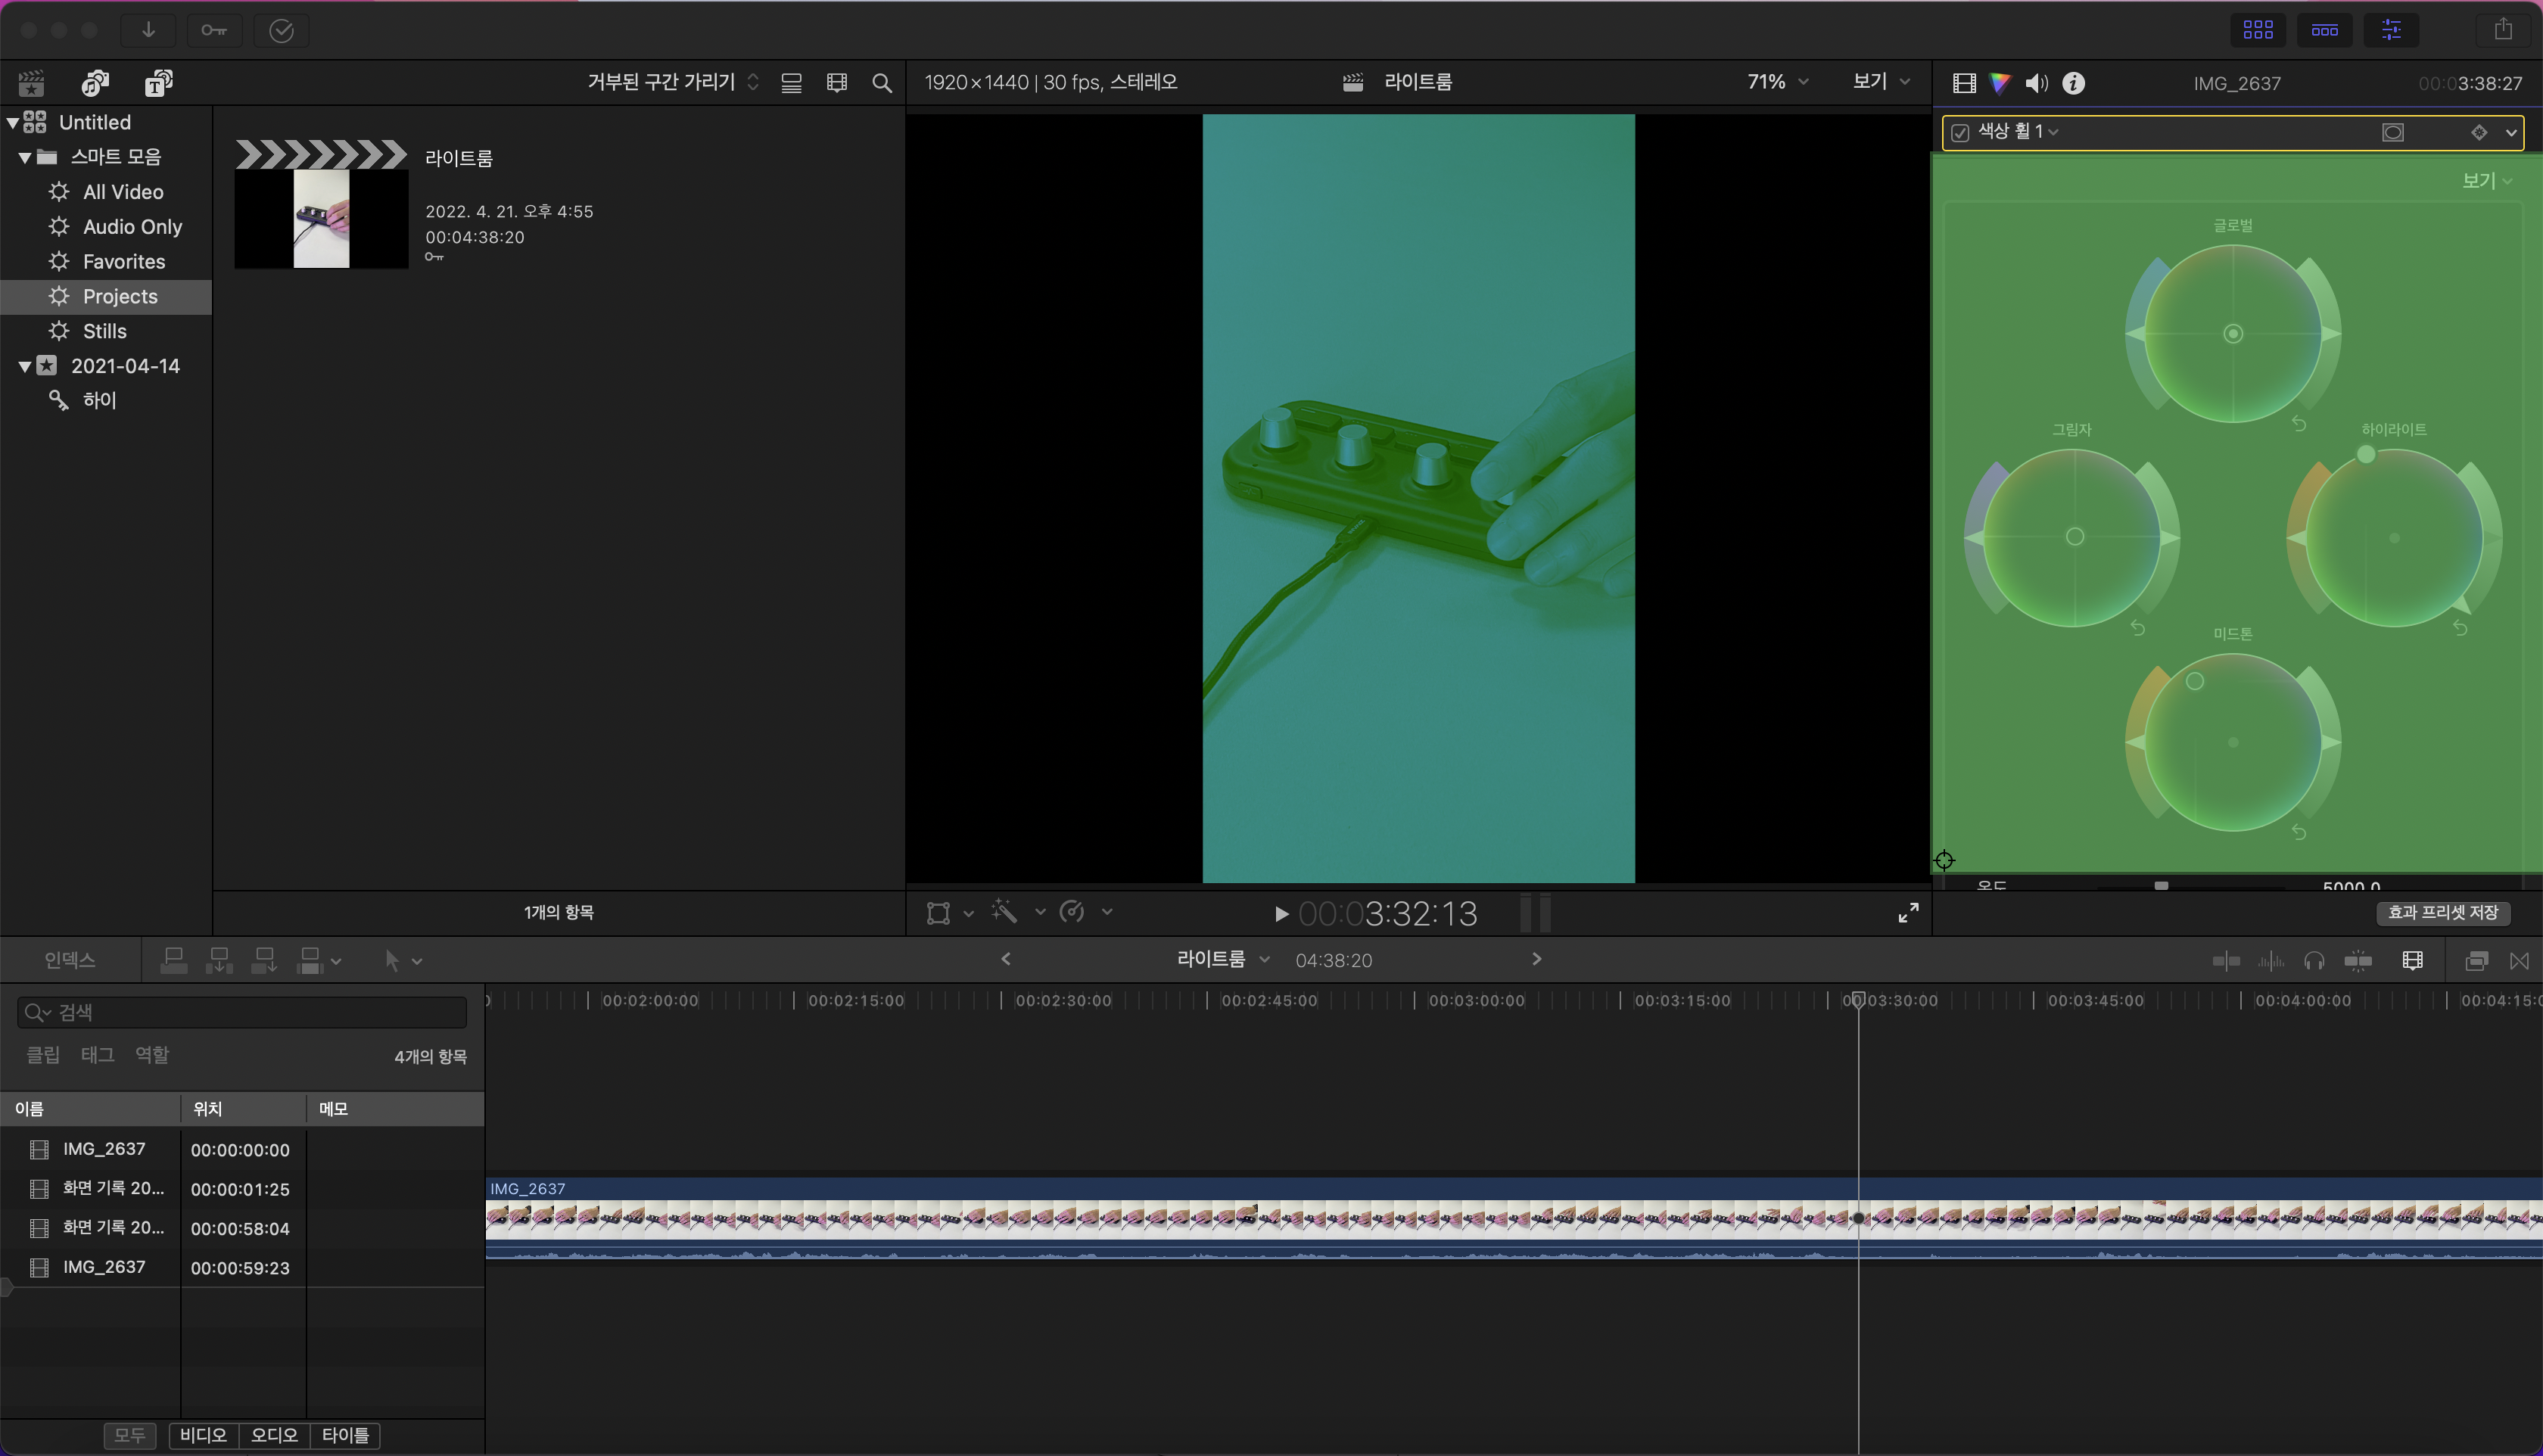 거부된 구간 가리기
1920×1440 | 30 fps, 스테레오
라이트룸
71%
보기
IMG_2637
00:03:38:27
Untitled
스마트 모음
All Video
Audio Only
Favorites
Projects
Stills
2021-04-14
하이
라이트룸
2022. 4. 21. 오후 4:55
00:04:38:20
색상 휠 1
보기
글로벌
그림자
하이라이트
미드톤
온도
5000.0
1개의 항목
00:03:32:13
효과 프리셋 저장
인덱스
라이트룸
04:38:20
검색
클립 태그 역할
4개의 항목
00:02:00:00
00:02:15:00
00:02:30:00
00:02:45:00
00:03:00:00
00:03:15:00
00:03:30:00
00:03:45:00
00:04:00:00
00:04:15:0
이름 위치 메모
IMG_2637 00:00:00:00
화면 기록 20... 00:00:01:25
화면 기록 20... 00:00:58:04
IMG_2637 00:00:59:23
IMG_2637
모두 비디오 오디오 타이틀